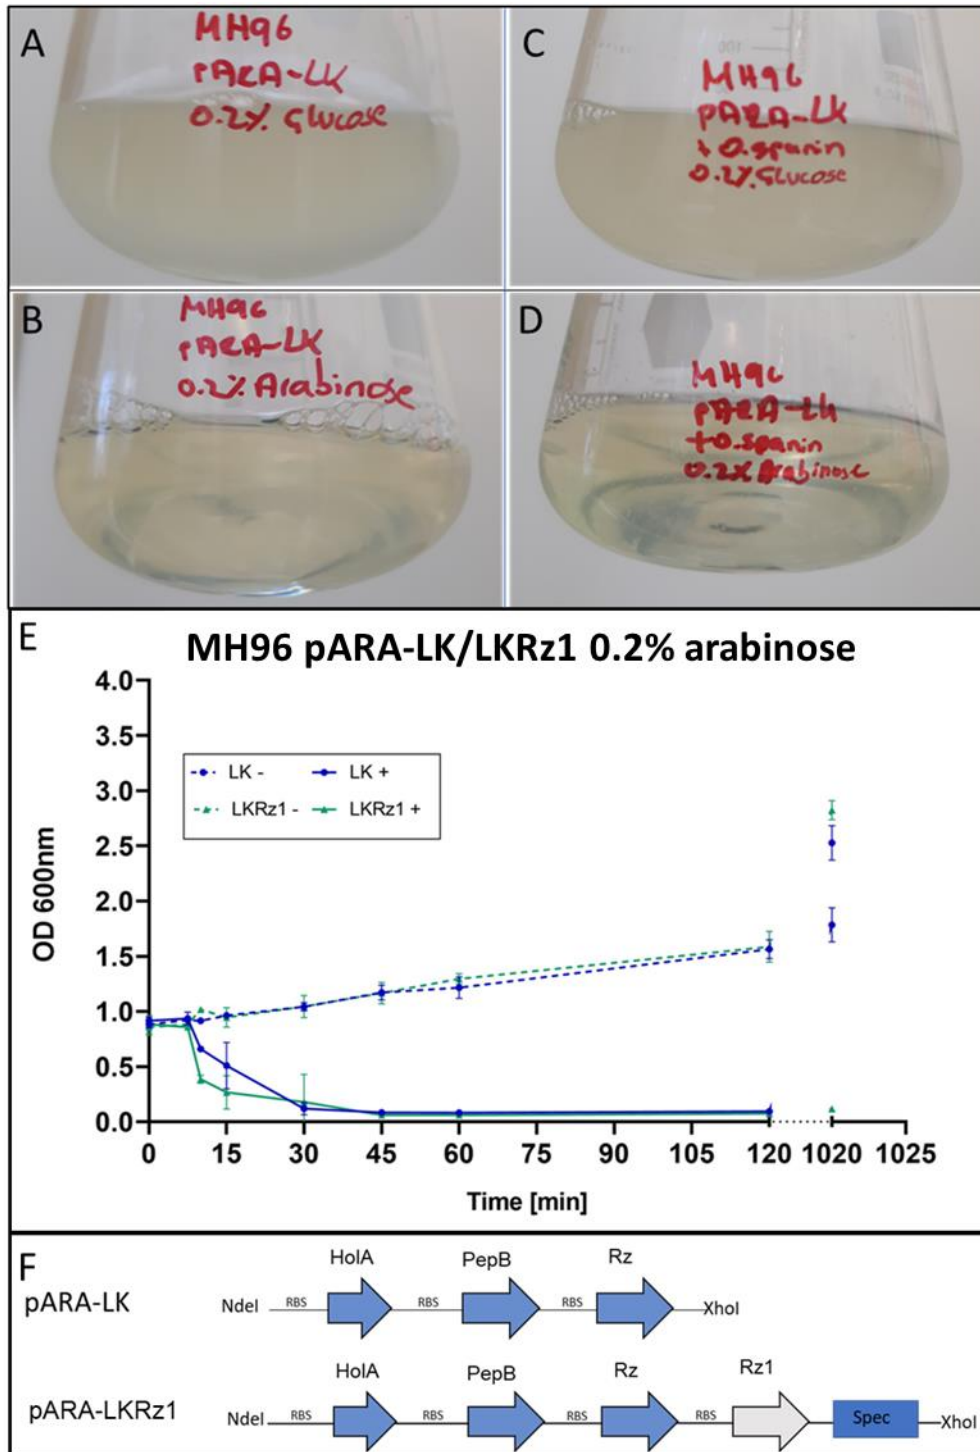 A
MH96
pARA-LK
0.2% Glucose
C
100
MH96
pARA-LK
+ O.spanin
0.2% Glucose
B
MH96
pARA-LK
0.2% Arabinose
D
MH96
pARA-LK
+O.spanin
0.2% Arabinose
E
MH96 pARA-LK/LKRz1 0.2% arabinose
4.0
3.5
3.0
2.5
2.0
1.5
1.0
0.5
0.0
OD 600nm
LK - LK +
LKRz1 - LKRz1 +
0 15 30 45 60 75 90 105 120 1020 1025
Time [min]
F
HolA PepB Rz
pARA-LK NdeI RBS RBS RBS XhoI
HolA PepB Rz Rz1
pARA-LKRz1 NdeI RBS RBS RBS RBS Spec XhoI